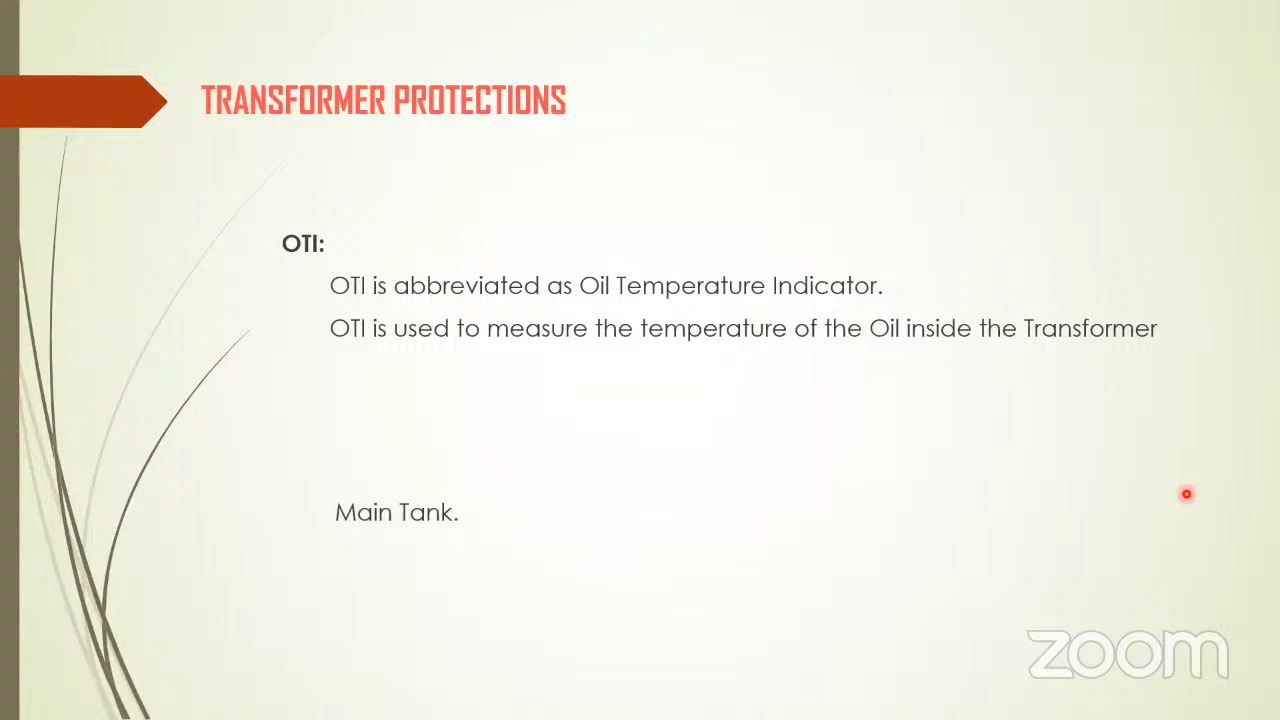 TRANSFORMER PROTECTIONS
OTI:
OTI is abbreviated as Oil Temperature Indicator.
OTI is used to measure the temperature of the Oil inside the Transformer
Main Tank.
zoom